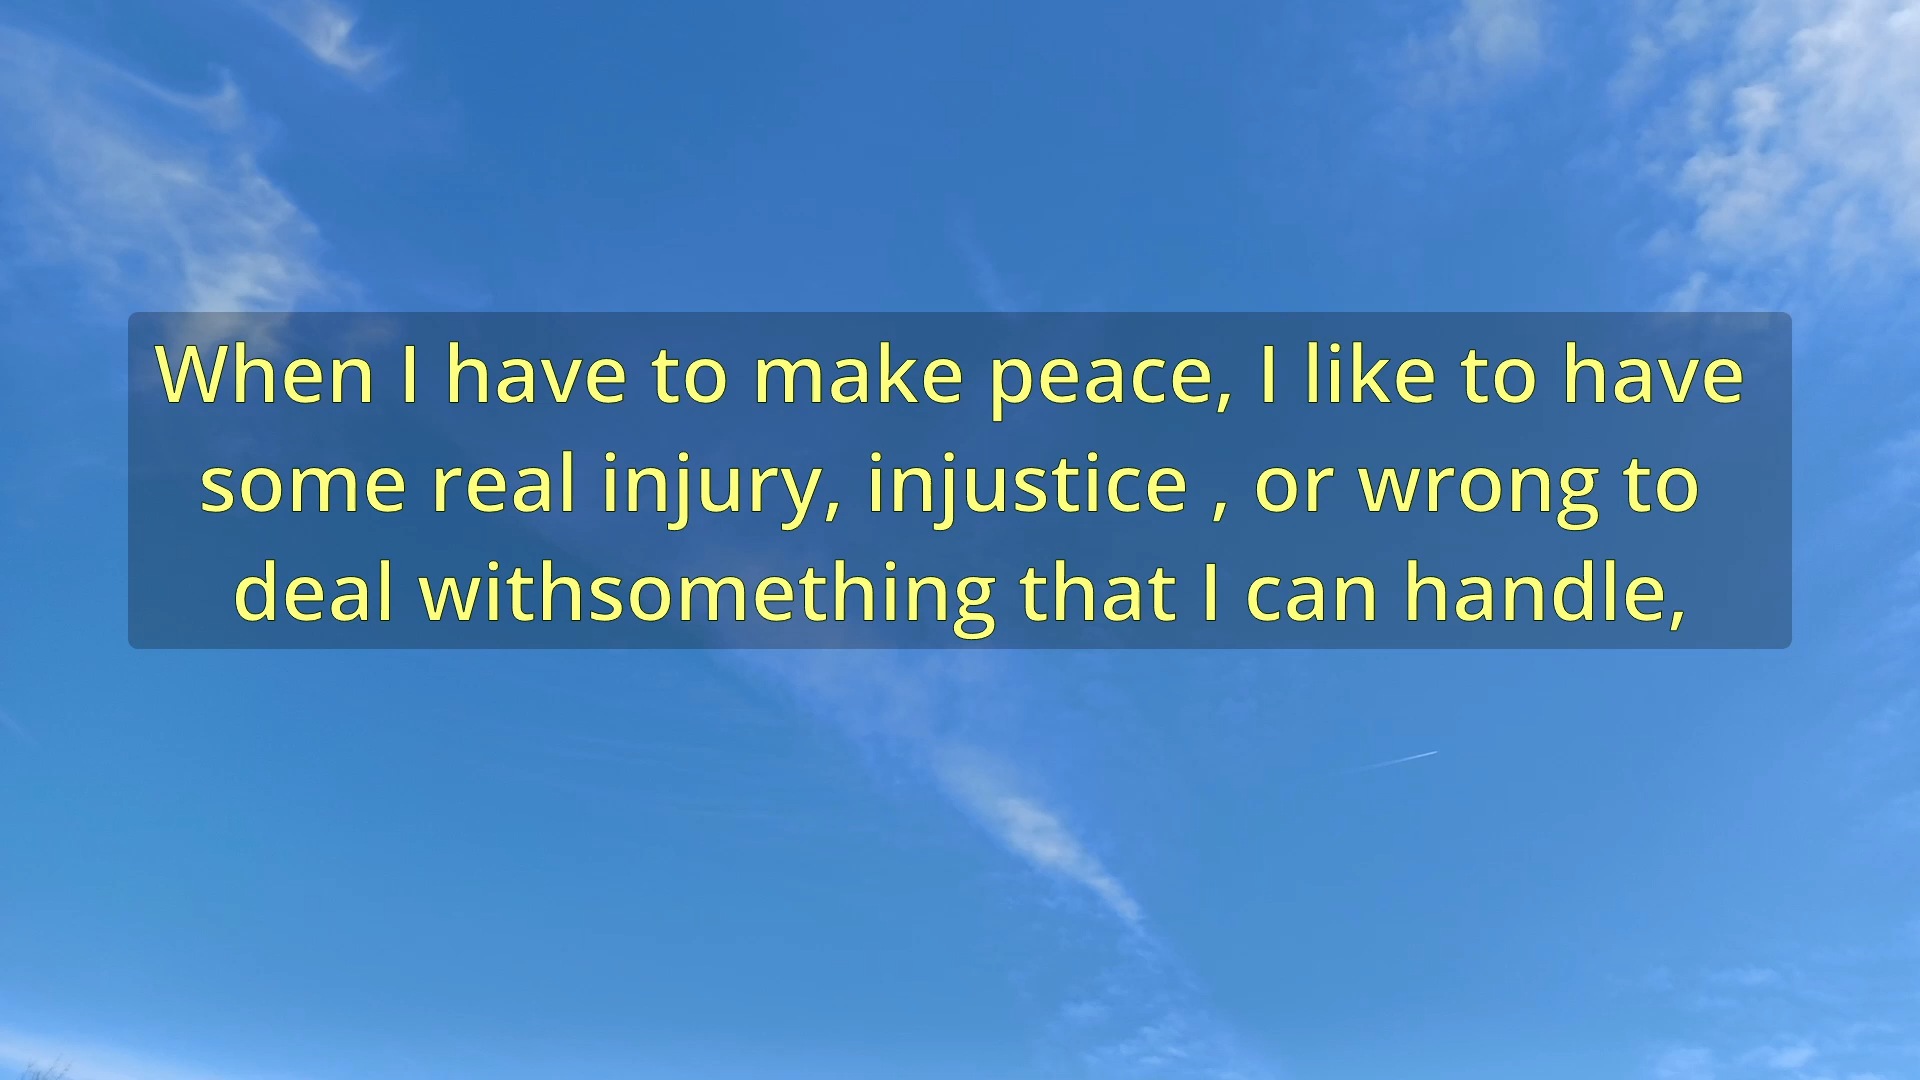 When I have to make peace, I like to have
some real injury, injustice , or wrong to
deal withsomething that I can handle,